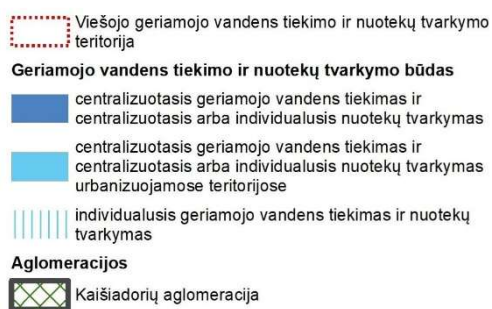 Viešojo geriamojo vandens tiekimo ir nuotekų tvarkymo
teritorija
Geriamojo vandens tiekimo ir nuotekų tvarkymo būdas
centralizuotasis geriamojo vandens tiekimas ir
centralizuotasis arba individualusis nuotekų tvarkymas
centralizuotasis geriamojo vandens tiekimas ir
centralizuotasis arba individualusis nuotekų tvarkymas
urbanizuojamose teritorijose
individualusis geriamojo vandens tiekimas ir nuotekų
tvarkymas
Aglomeracijos
Kaišiadorių aglomeracija